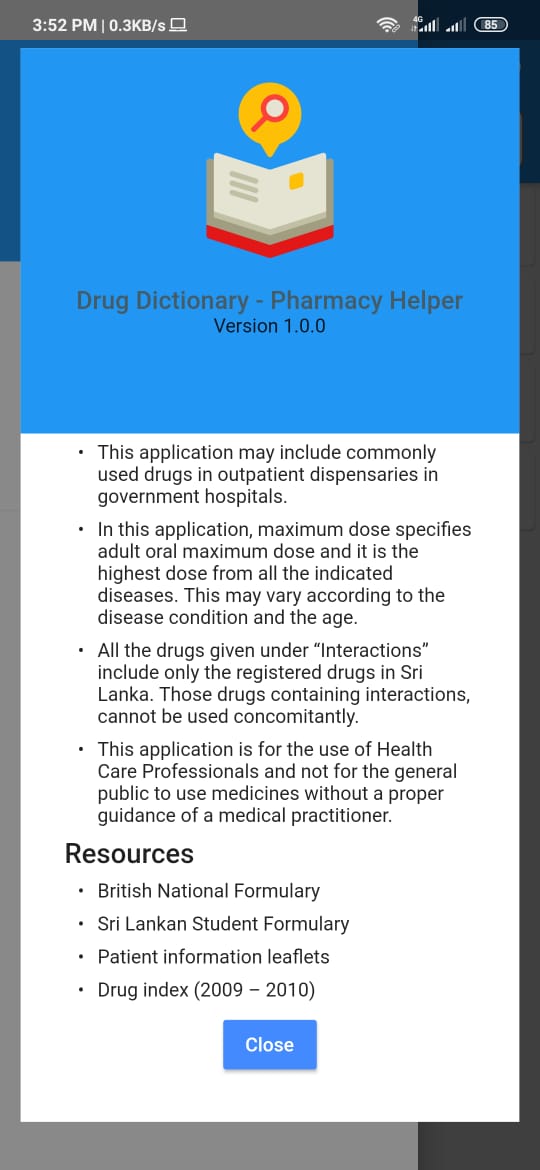 3:52 PM | 0.3KB/s
4G
85
Drug Dictionary - Pharmacy Helper
Version 1.0.0
• This application may include commonly
used drugs in outpatient dispensaries in
government hospitals.
• In this application, maximum dose specifies
adult oral maximum dose and it is the
highest dose from all the indicated
diseases. This may vary according to the
disease condition and the age.
• All the drugs given under “Interactions”
include only the registered drugs in Sri
Lanka. Those drugs containing interactions,
cannot be used concomitantly.
• This application is for the use of Health
Care Professionals and not for the general
public to use medicines without a proper
guidance of a medical practitioner.
Resources
• British National Formulary
• Sri Lankan Student Formulary
• Patient information leaflets
• Drug index (2009 – 2010)
Close